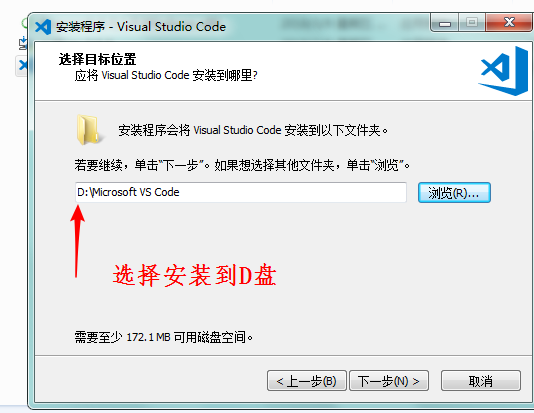 安装程序 - Visual Studio Code
选择目标位置
应将 Visual Studio Code 安装到哪里?
安装程序会将 Visual Studio Code 安装到以下文件夹。
若要继续，单击“下一步”。如果想选择其他文件夹，单击“浏览”。
D:\Microsoft VS Code
浏览(R)...
选择安装到D盘
需要至少 172.1 MB 可用磁盘空间。
< 上一步(B)
下一步(N) >
取消